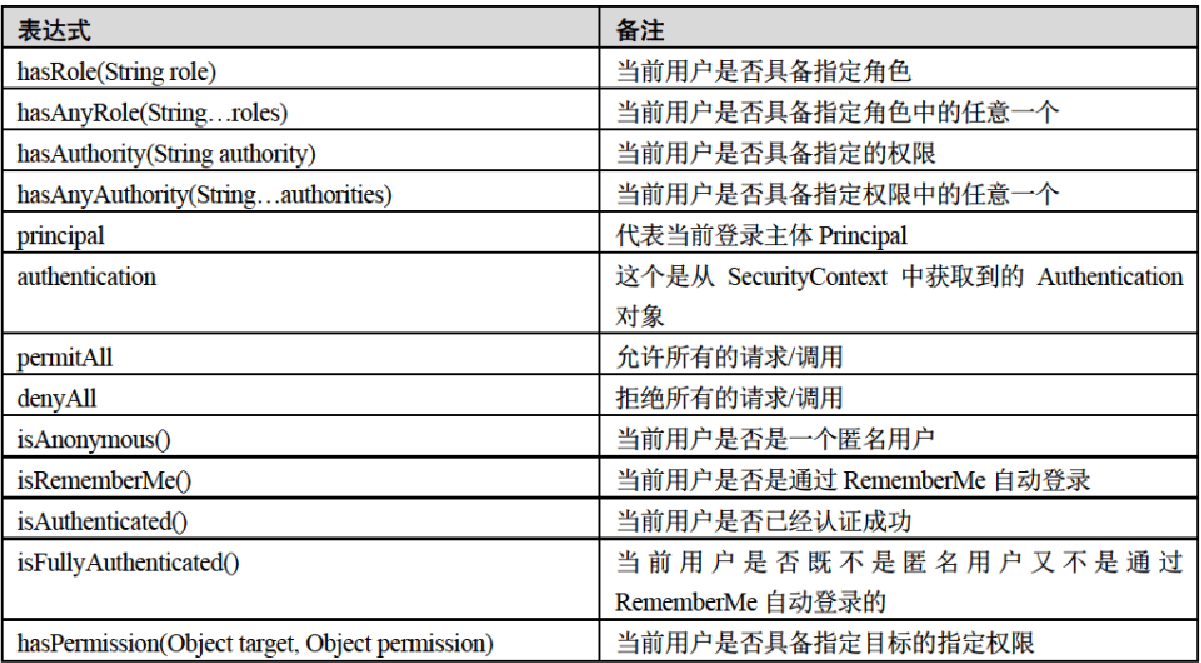 表达式 备注
hasRole(String role) 当前用户是否具备指定角色
hasAnyRole(String…roles) 当前用户是否具备指定角色中的任意一个
hasAuthority(String authority) 当前用户是否具备指定的权限
hasAnyAuthority(String…authorities) 当前用户是否具备指定权限中的任意一个
principal 代表当前登录主体 Principal
authentication 这个是从 SecurityContext 中获取到的 Authentication
对象
permitAll 允许所有的请求/调用
denyAll 拒绝所有的请求/调用
isAnonymous() 当前用户是否是一个匿名用户
isRememberMe() 当前用户是否是通过 RememberMe 自动登录
isAuthenticated() 当前用户是否已经认证成功
isFullyAuthenticated() 当前用户是否既不是匿名用户又不是通过
RememberMe 自动登录的
hasPermission(Object target, Object permission) 当前用户是否具备指定目标的指定权限